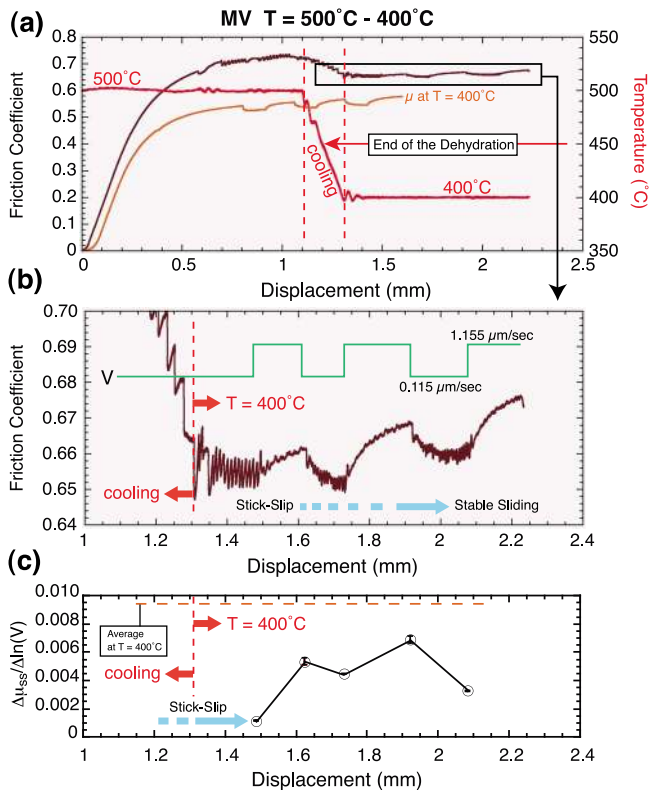 (a) MV T = 500˚C - 400˚C
Friction Coefficient
0.8
0.7
0.6
0.5
0.4
0.3
0.2
0.1
0
500˚C
μ at T = 400˚C
cooling
End of the Dehydration
400˚C
550
500
450
400
350
Temperature (˚C)
0 0.5 1 1.5 2 2.5
Displacement (mm)
(b)
Friction Coefficient
0.70
0.69
0.68
0.67
0.66
0.65
0.64
V
1.155 μm/sec
0.115 μm/sec
T = 400˚C
cooling
Stick-Slip
Stable Sliding
1 1.2 1.4 1.6 1.8 2 2.2 2.4
Displacement (mm)
(c)
Δμss/Δln(V)
0.010
0.008
0.006
0.004
0.002
0
Average
at T = 400˚C
T = 400˚C
cooling
Stick-Slip
1 1.2 1.4 1.6 1.8 2 2.2 2.4
Displacement (mm)